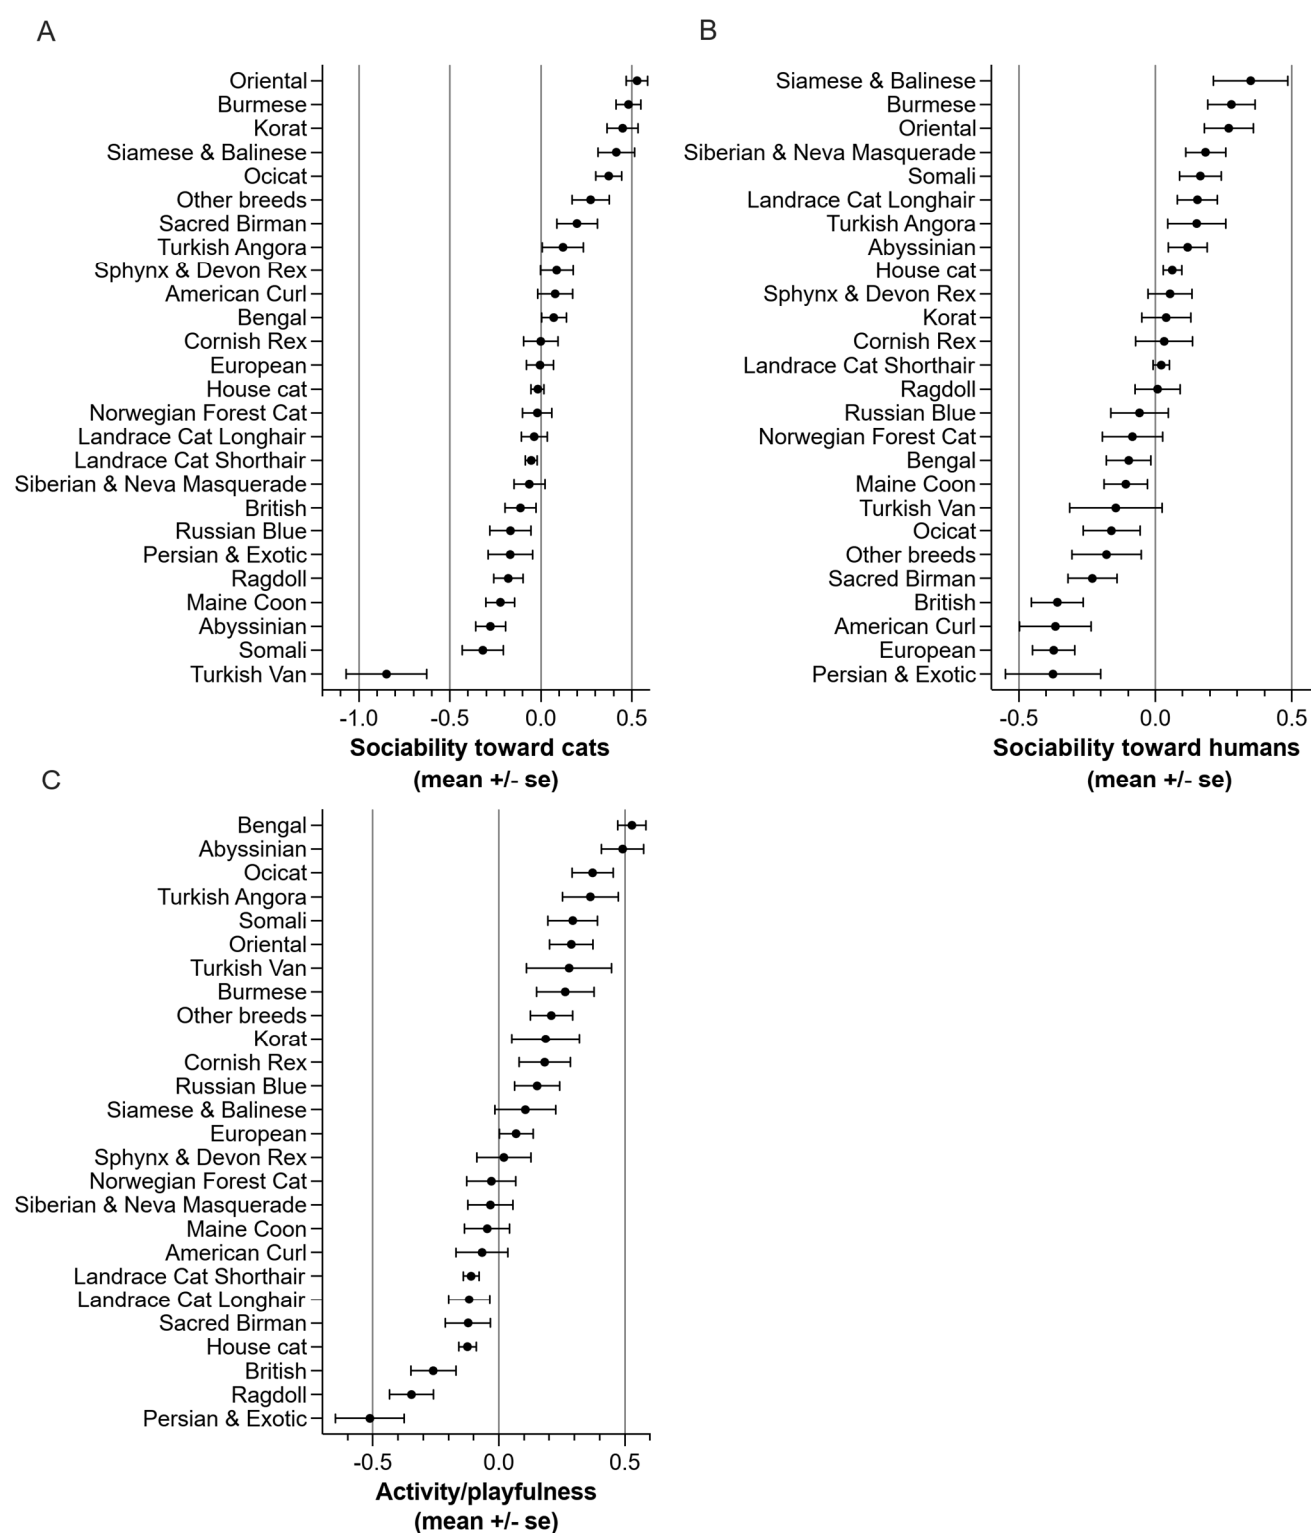 A
Oriental
Burmese
Korat
Siamese & Balinese
Ocicat
Other breeds
Sacred Birman
Turkish Angora
Sphynx & Devon Rex
American Curl
Bengal
Cornish Rex
European
House cat
Norwegian Forest Cat
Landrace Cat Longhair
Landrace Cat Shorthair
Siberian & Neva Masquerade
British
Russian Blue
Persian & Exotic
Ragdoll
Maine Coon
Abyssinian
Somali
Turkish Van
-1.0 -0.5 0.0 0.5
Sociability toward cats
(mean +/- se)
B
Siamese & Balinese
Burmese
Oriental
Siberian & Neva Masquerade
Somali
Landrace Cat Longhair
Turkish Angora
Abyssinian
House cat
Sphynx & Devon Rex
Korat
Cornish Rex
Landrace Cat Shorthair
Ragdoll
Russian Blue
Norwegian Forest Cat
Bengal
Maine Coon
Turkish Van
Ocicat
Other breeds
Sacred Birman
British
American Curl
European
Persian & Exotic
-0.5 0.0 0.5
Sociability toward humans
(mean +/- se)
C
Bengal
Abyssinian
Ocicat
Turkish Angora
Somali
Oriental
Turkish Van
Burmese
Other breeds
Korat
Cornish Rex
Russian Blue
Siamese & Balinese
European
Sphynx & Devon Rex
Norwegian Forest Cat
Siberian & Neva Masquerade
Maine Coon
American Curl
Landrace Cat Shorthair
Landrace Cat Longhair
Sacred Birman
House cat
British
Ragdoll
Persian & Exotic
-0.5 0.0 0.5
Activity/playfulness
(mean +/- se)